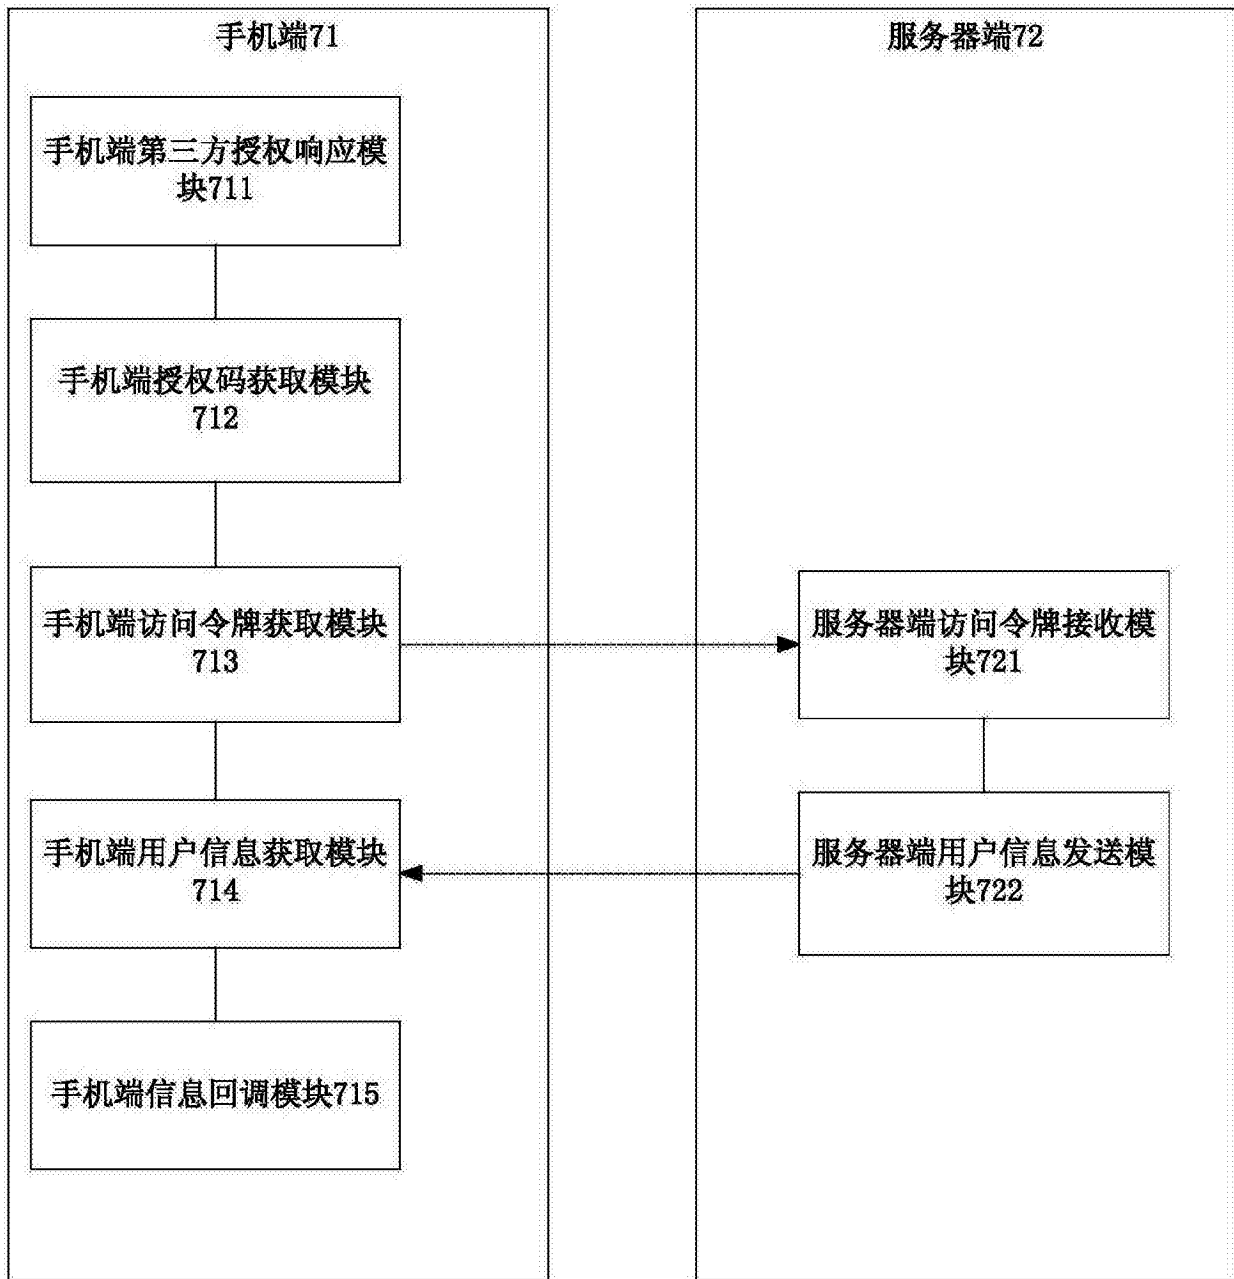 手机端71
手机端第三方授权响应模
块711
手机端授权码获取模块
712
手机端访问令牌获取模块
713
手机端用户信息获取模块
714
手机端信息回调模块715
服务器端72
服务器端访问令牌接收模
块721
服务器端用户信息发送模
块722